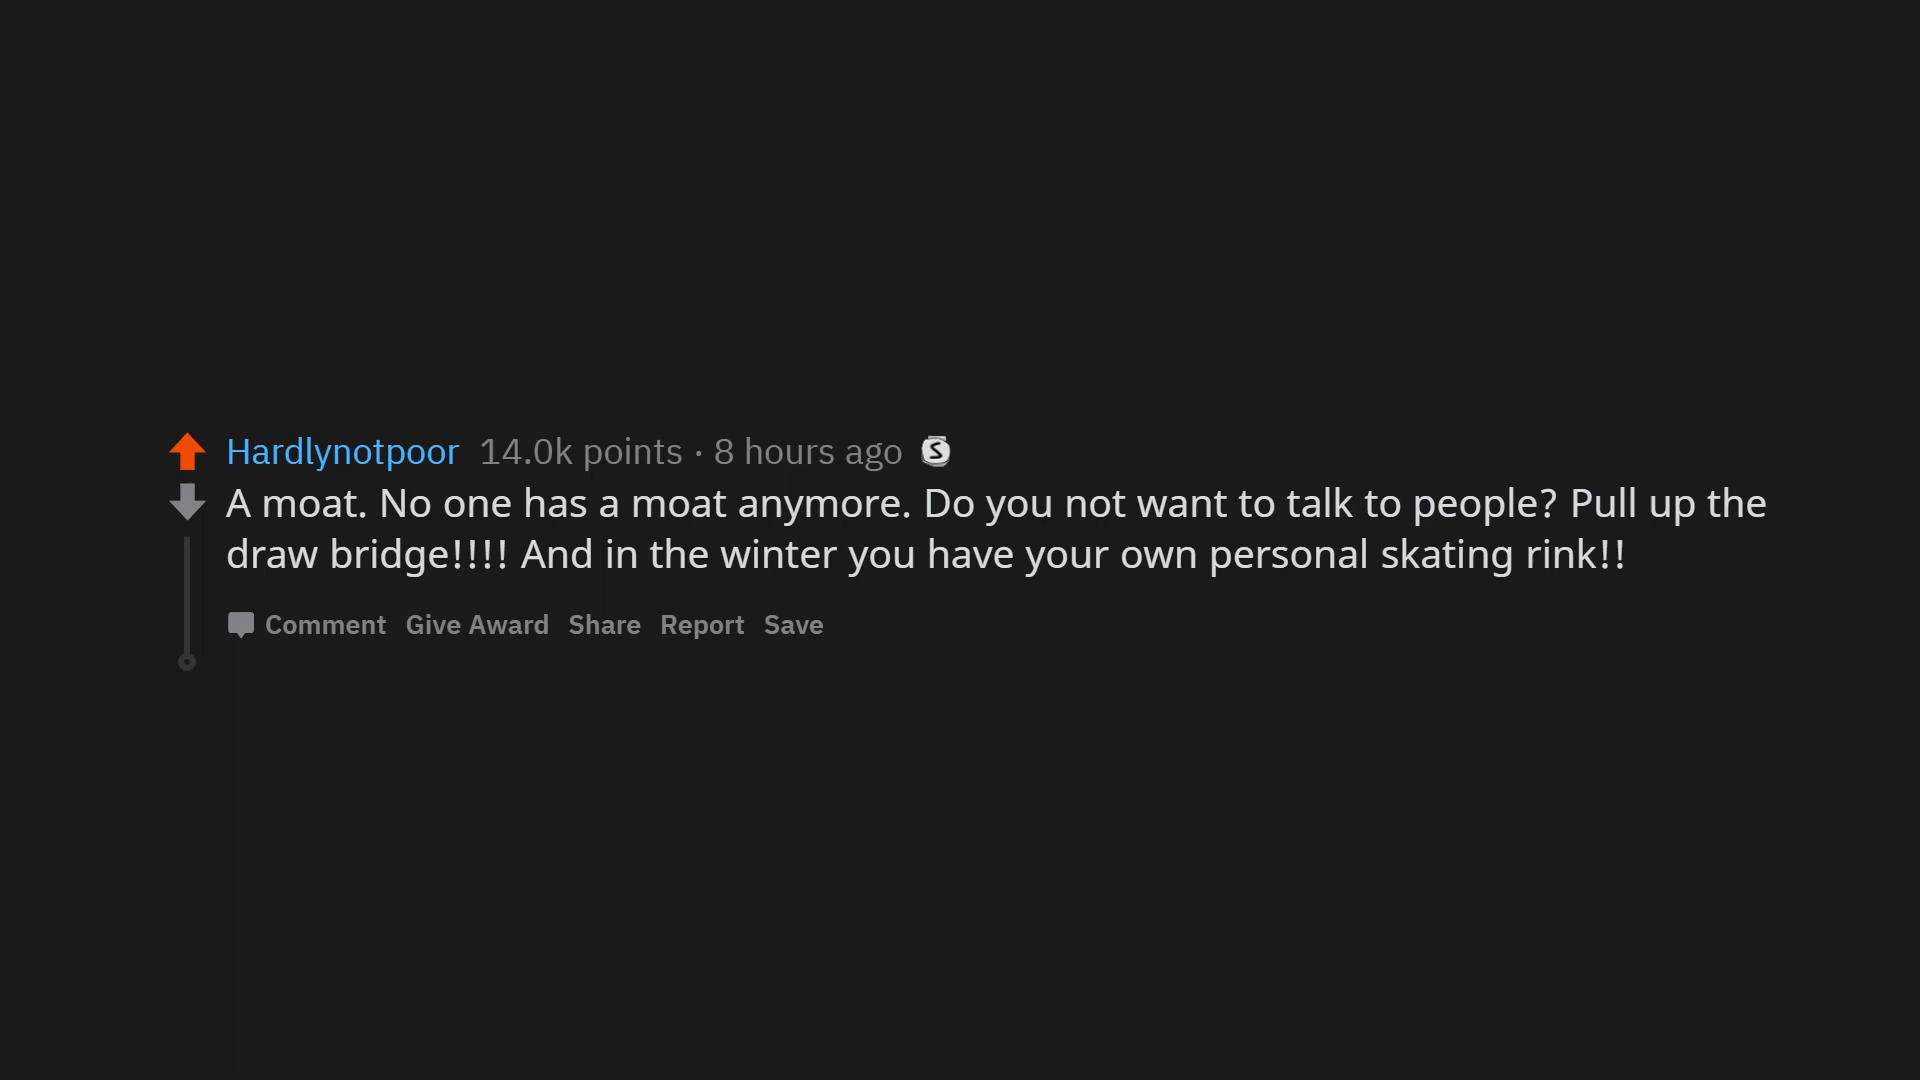 Hardlynotpoor 14.0k points · 8 hours ago S
A moat. No one has a moat anymore. Do you not want to talk to people? Pull up the
draw bridge!!!! And in the winter you have your own personal skating rink!!
Comment Give Award Share Report Save